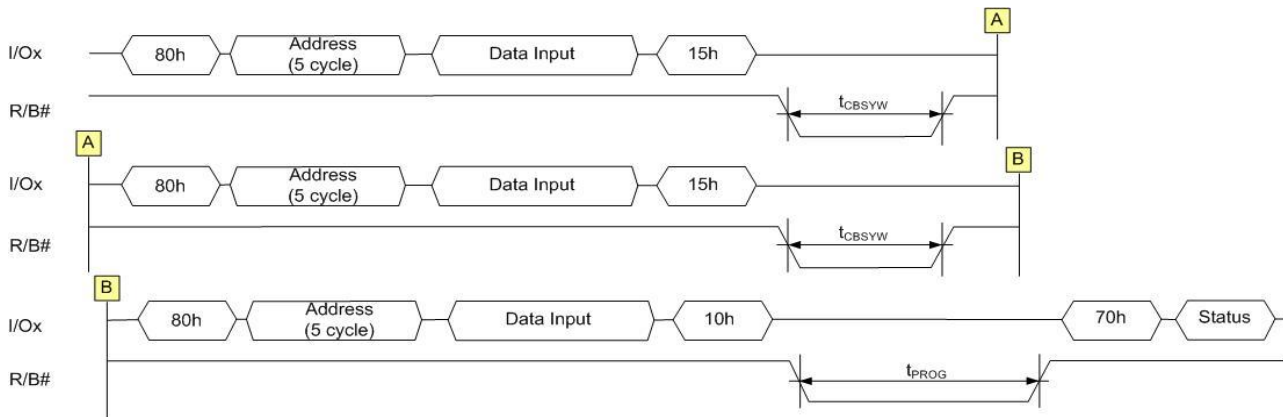 A
I/Ox 80h Address (5 cycle) Data Input 15h
R/B# tCBSYW
A B
I/Ox 80h Address (5 cycle) Data Input 15h
R/B# tCBSYW
B
I/Ox 80h Address (5 cycle) Data Input 10h 70h Status
R/B# tPROG